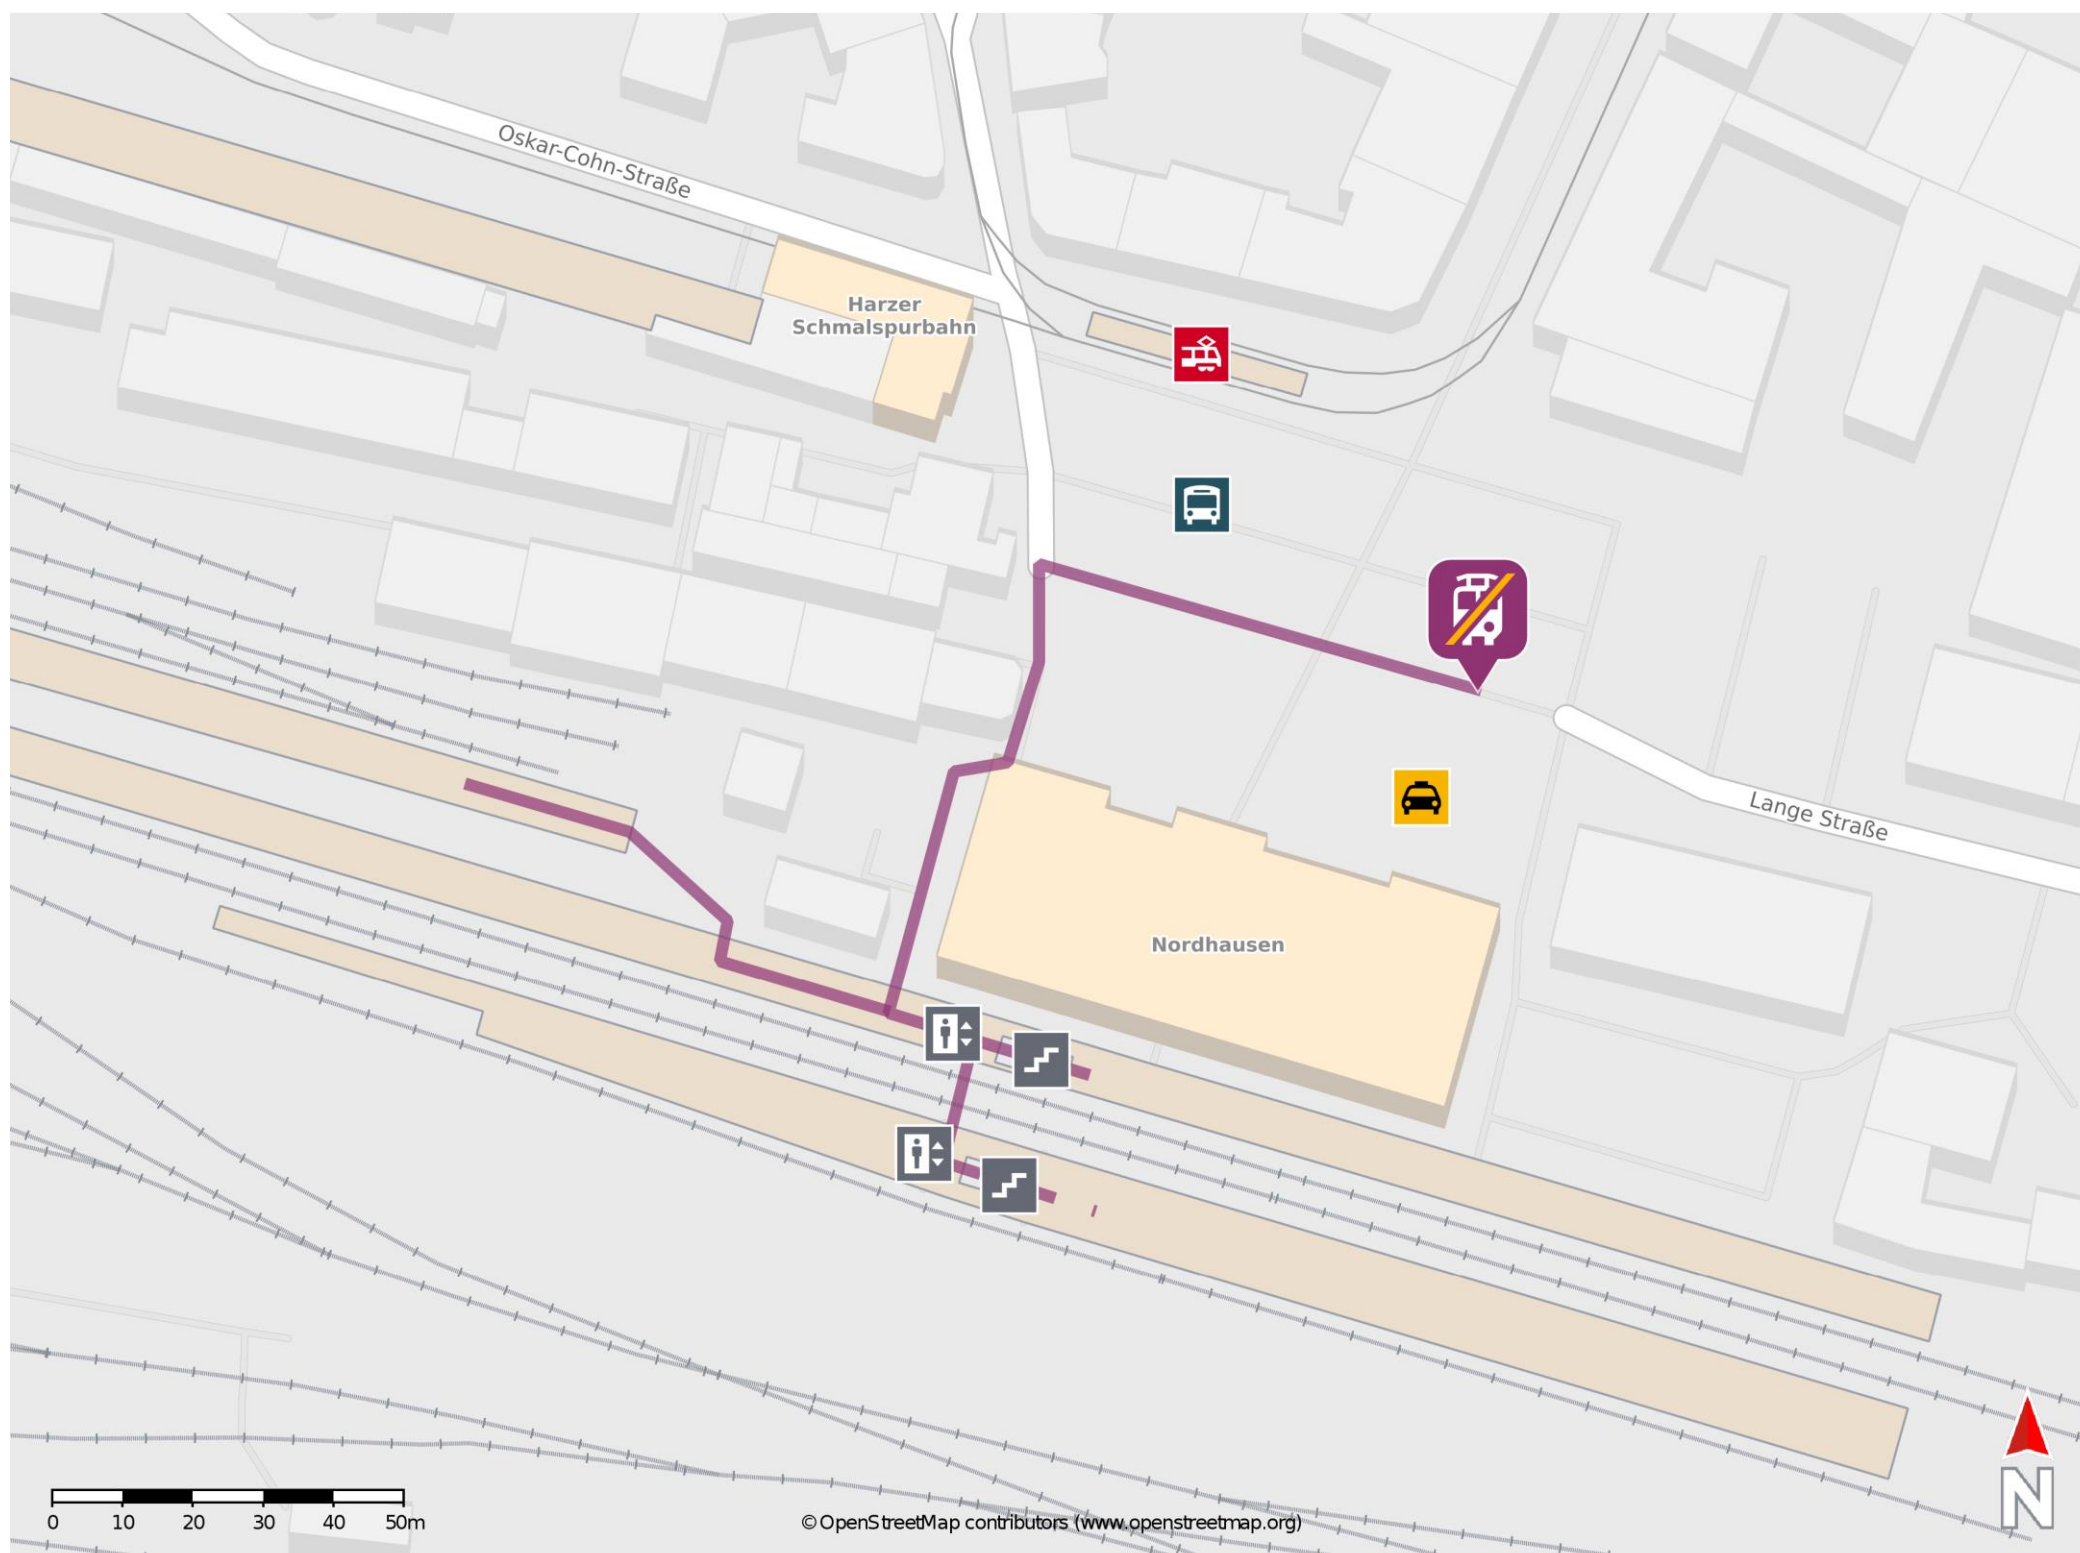 Oskar-Cohn-Straße
Harzer
Schmalspurbahn
Lange Straße
Nordhausen
N
0 10 20 30 40 50m
© OpenStreetMap contributors (www.openstreetmap.org)